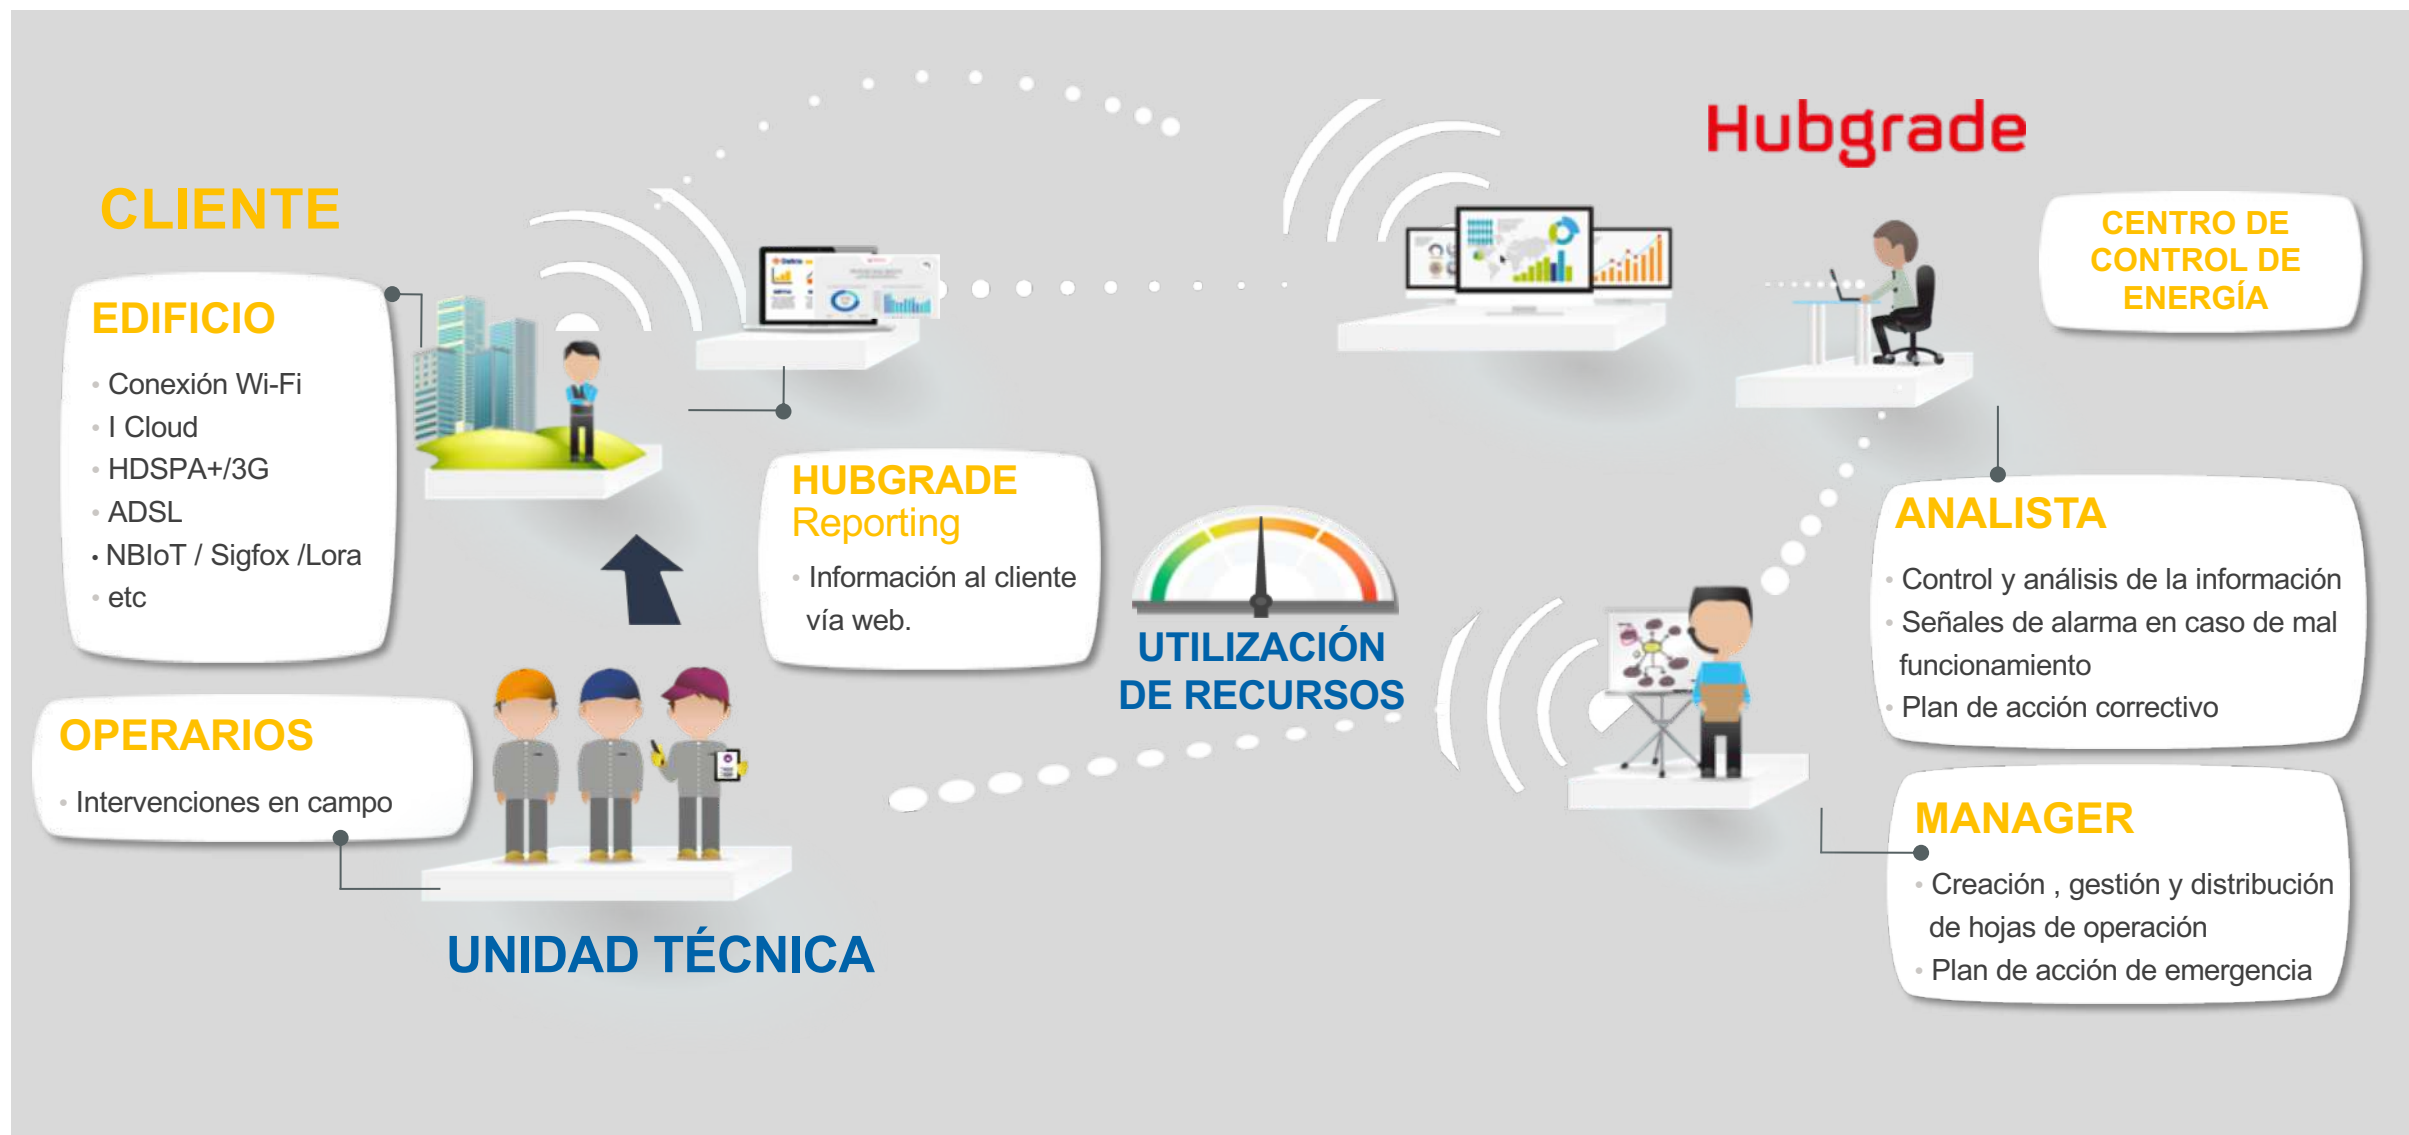 Hubgrade
CLIENTE
CENTRO DE
CONTROL DE
ENERGÍA
EDIFICIO
• Conexión Wi-Fi
• I Cloud
• HDSPA+/3G
• ADSL
• NBIoT / Sigfox /Lora
• etc
HUBGRADE
Reporting
• Información al cliente
vía web.
UTILIZACIÓN
DE RECURSOS
ANALISTA
• Control y análisis de la información
• Señales de alarma en caso de mal
funcionamiento
• Plan de acción correctivo
OPERARIOS
• Intervenciones en campo
MANAGER
• Creación , gestión y distribución
de hojas de operación
• Plan de acción de emergencia
UNIDAD TÉCNICA